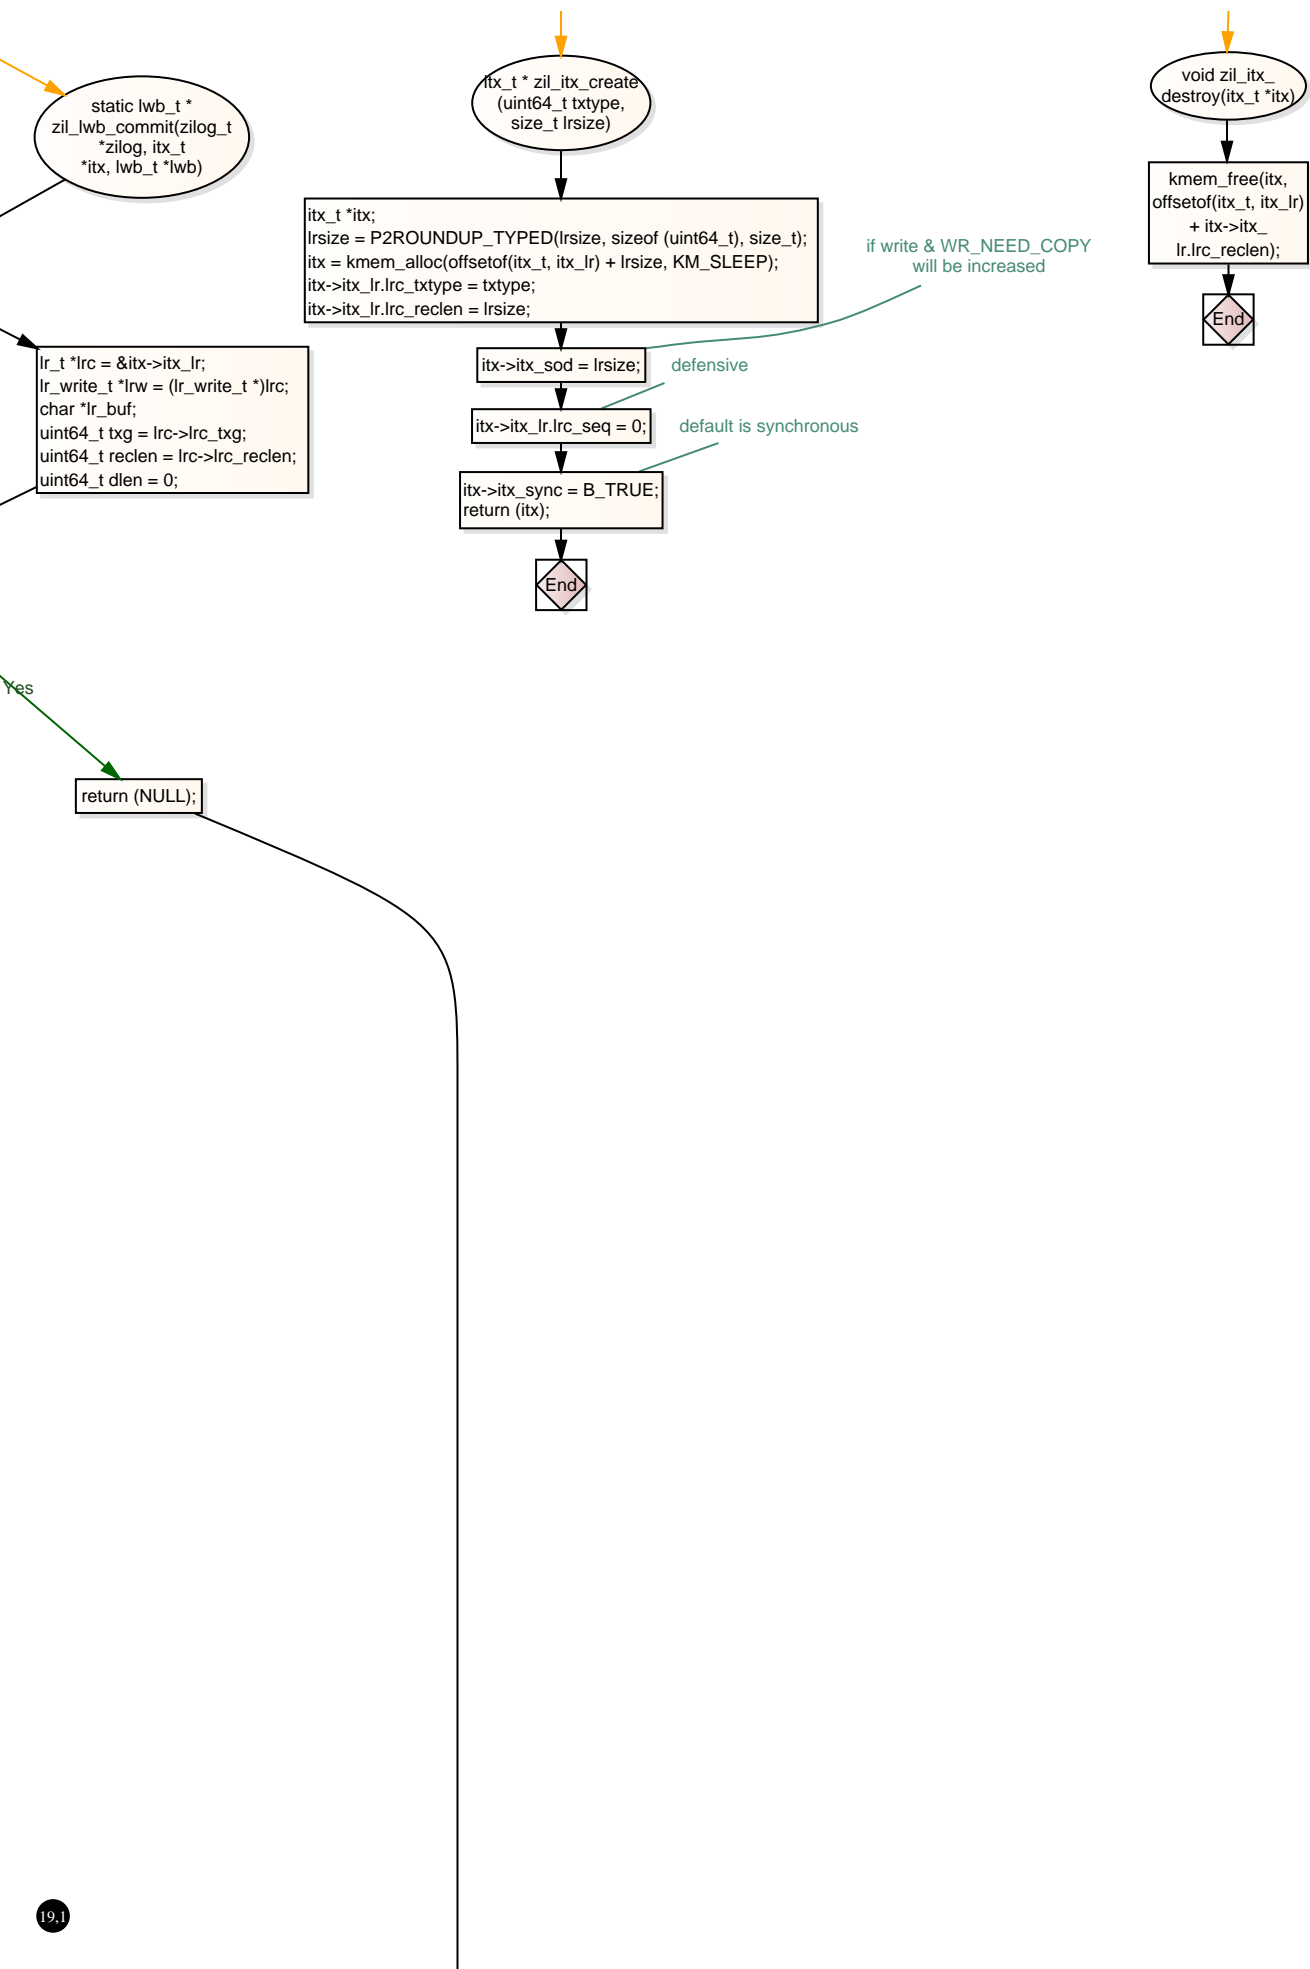 static lwb_t *
zil_lwb_commit(zilog_t
*zilog, itx_t
*itx, lwb_t *lwb)
itx_t * zil_itx_create
(uint64_t txtype,
size_t lrsize)
void zil_itx_
destroy(itx_t *itx)
itx_t *itx;
lrsize = P2ROUNDUP_TYPED(lrsize, sizeof (uint64_t), size_t);
itx = kmem_alloc(offsetof(itx_t, itx_lr) + lrsize, KM_SLEEP);
itx->itx_lr.lrc_txtype = txtype;
itx->itx_lr.lrc_reclen = lrsize;
if write & WR_NEED_COPY
will be increased
kmem_free(itx,
offsetof(itx_t, itx_lr)
+ itx->itx_
lr.lrc_reclen);
End
lr_t *lrc = &itx->itx_lr;
lr_write_t *lrw = (lr_write_t *)lrc;
char *lr_buf;
uint64_t txg = lrc->lrc_txg;
uint64_t reclen = lrc->lrc_reclen;
uint64_t dlen = 0;
itx->itx_sod = lrsize;
defensive
itx->itx_lr.lrc_seq = 0;
default is synchronous
itx->itx_sync = B_TRUE;
return (itx);
End
Yes
return (NULL);
19,1